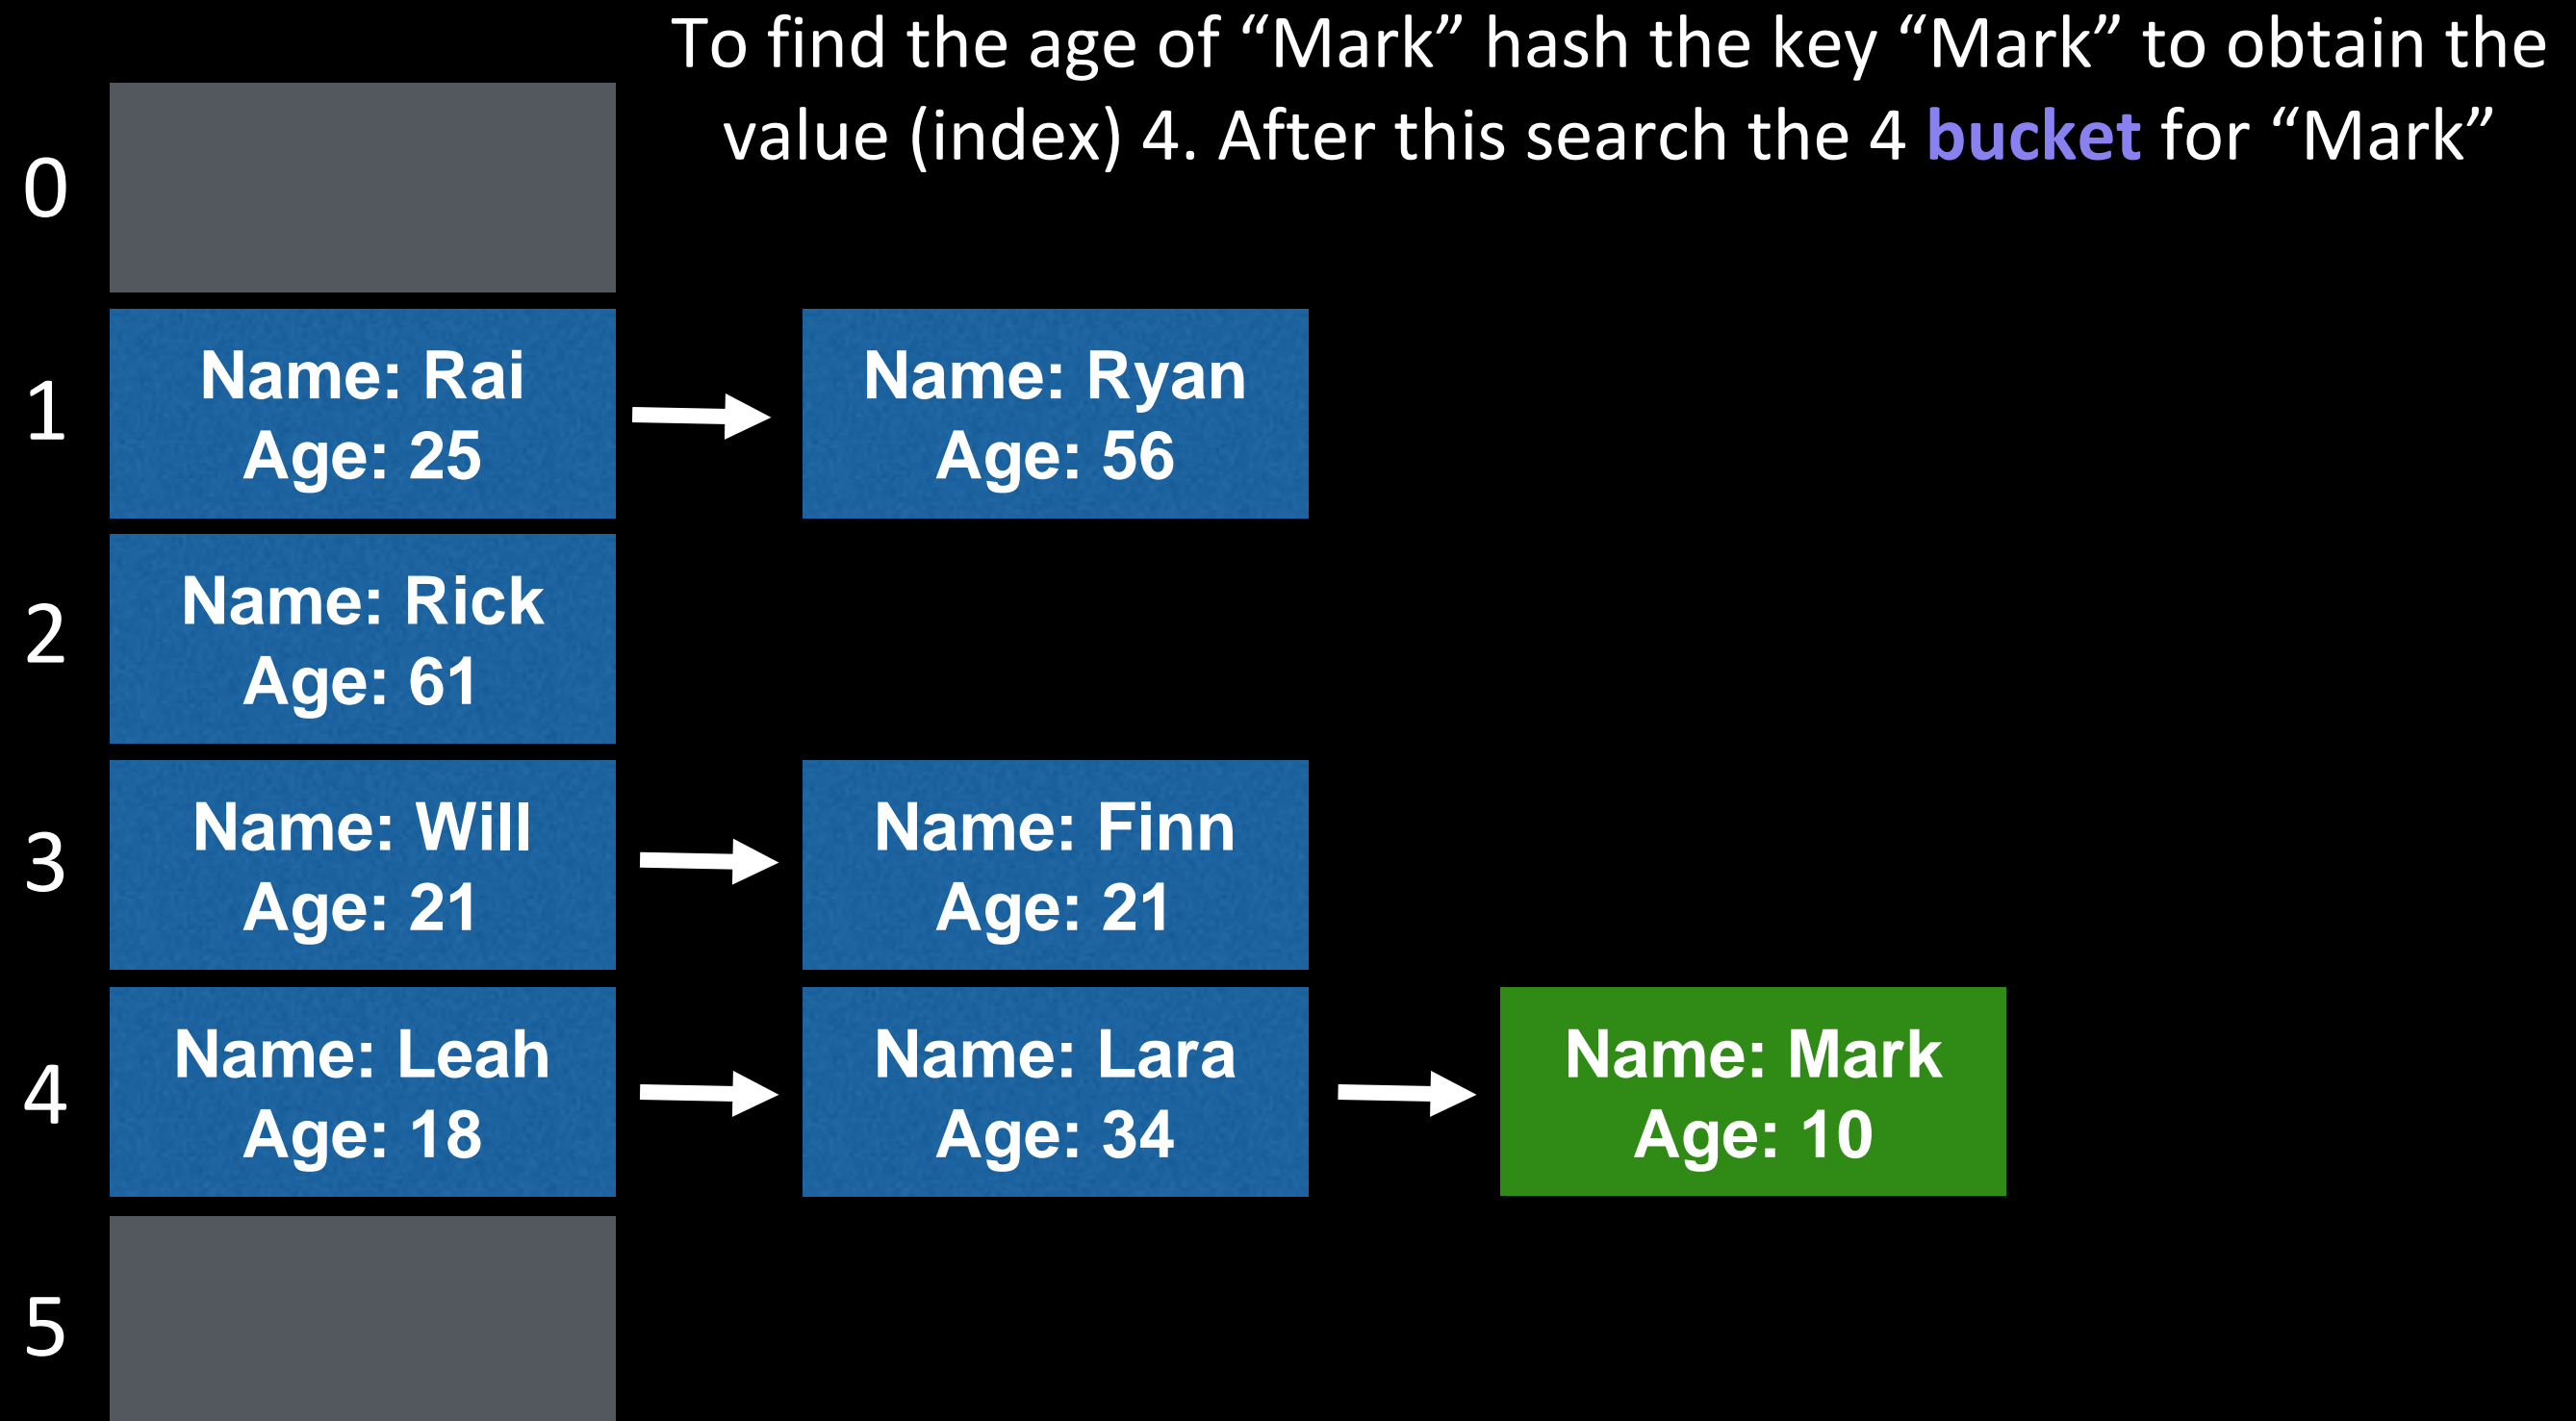 To find the age of “Mark” hash the key “Mark” to obtain the
value (index) 4. After this search the 4 bucket for “Mark”
0
1
Name: Rai
Age: 25
Name: Ryan
Age: 56
2
Name: Rick
Age: 61
3
Name: Will
Age: 21
Name: Finn
Age: 21
4
Name: Leah
Age: 18
Name: Lara
Age: 34
Name: Mark
Age: 10
5